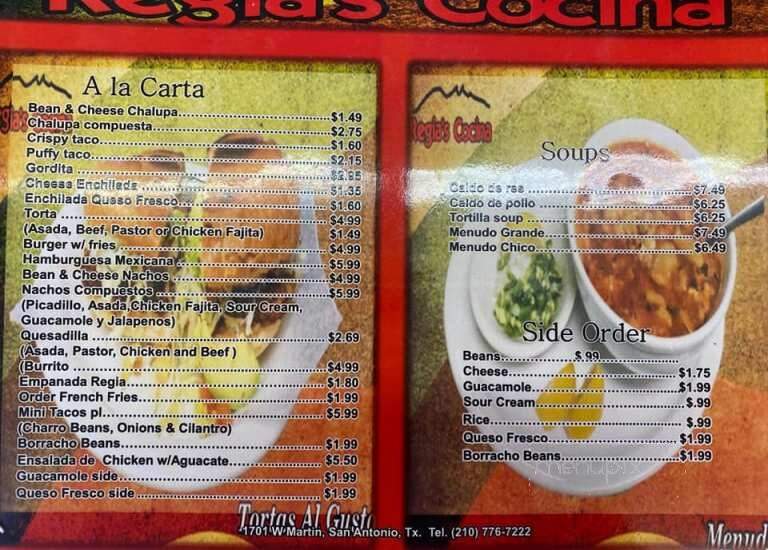 Regia's Cocina
A la Carta
Bean & Cheese Chalupa.......$1.49
Chalupa compuesta.......$2.75
Crispy taco.......$1.60
Puffy taco.......$2.15
Gordita.......$2.95
Cheese Enchilada.......$1.35
Enchilada Queso Fresco.......$1.60
Torta.......$4.99
(Asada, Beef, Pastor or Chicken Fajita) $1.49
Burger w/ fries.......$4.99
Hamburguesa Mexicana.......$5.99
Bean & Cheese Nachos.......$4.99
Nachos Compuestos.......$5.99
(Picadillo, Asada,Chicken Fajita, Sour Cream,
Guacamole y Jalapenos)
Quesadilla.......$2.69
(Asada, Pastor, Chicken and Beef )
(Burrito.......$4.99
Empanada Regia.......$1.80
Order French Fries.......$1.99
Mini Tacos pl.......$5.99
(Charro Beans, Onions & Cilantro)
Borracho Beans.......$1.99
Ensalada de Chicken w/Aguacate.......$5.50
Guacamole side.......$1.99
Queso Fresco side.......$1.99
Tortas Al Gusto
Regia's Cocina
Soups
Caldo de res.......$7.49
Caldo de pollo.......$6.25
Tortilla soup.......$6.25
Menudo Grande.......$7.49
Menudo Chico.......$6.49
Side Order
Beans.......$.99
Cheese.......$1.75
Guacamole.......$1.99
Sour Cream.......$.99
Rice.......$.99
Queso Fresco.......$1.99
Borracho Beans.......$1.99
menupix
Menud
1701 W Martin, San Antonio, Tx. Tel. (210) 776-7222